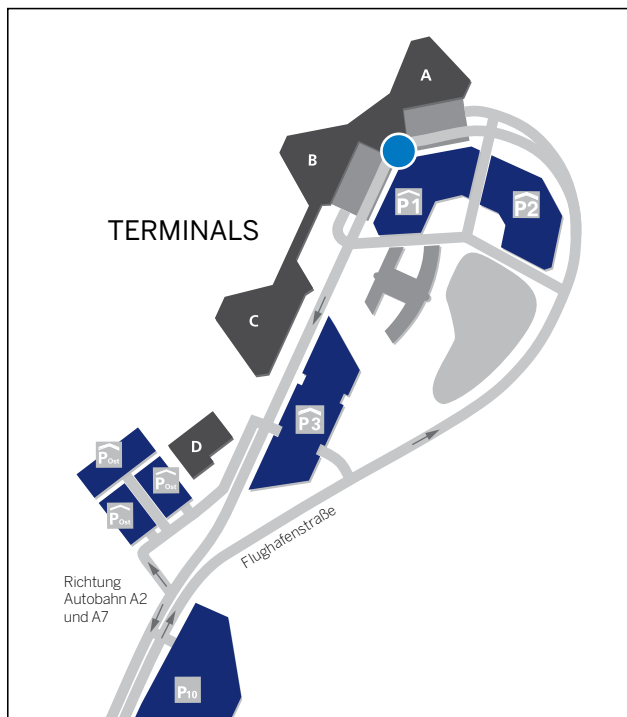 A
B
P1
P2
TERMINALS
C
P3
D
POst
POst
POst
Flughafenstraße
Richtung
Autobahn A2
und A7
P10